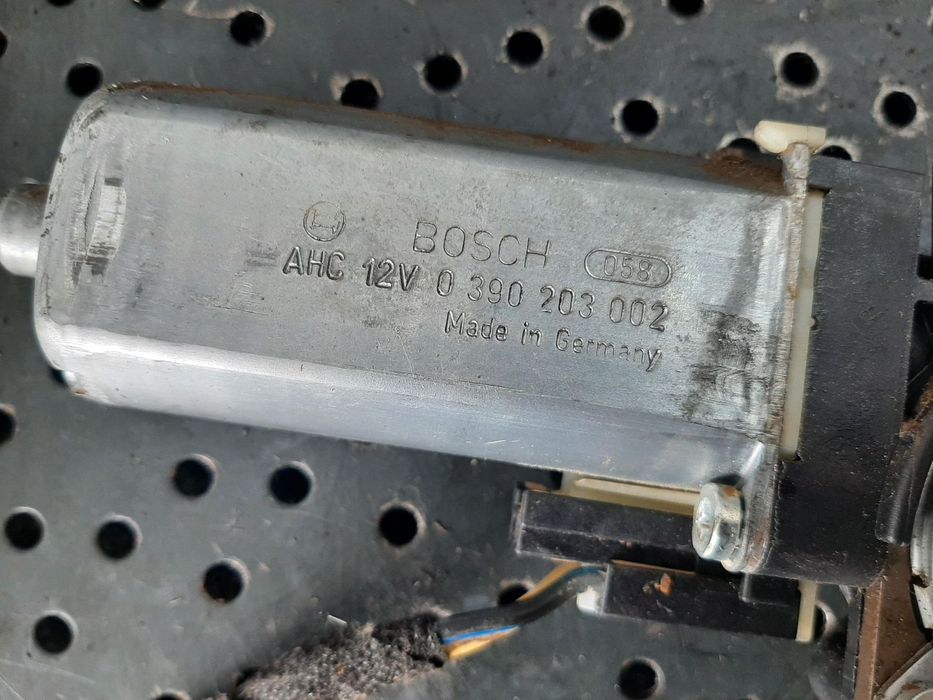 BOSCH 058
AHC 12V 0 390 203 002
Made in Germany